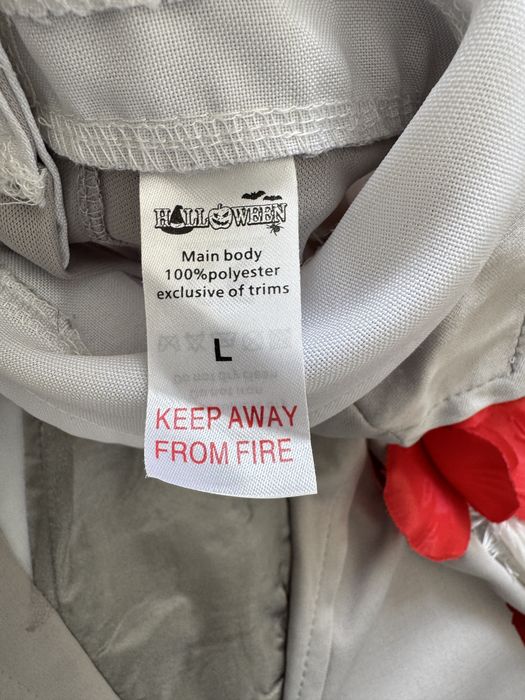 HALLOWEEN
Main body
100%polyester
exclusive of trims
L
KEEP AWAY
FROM FIRE